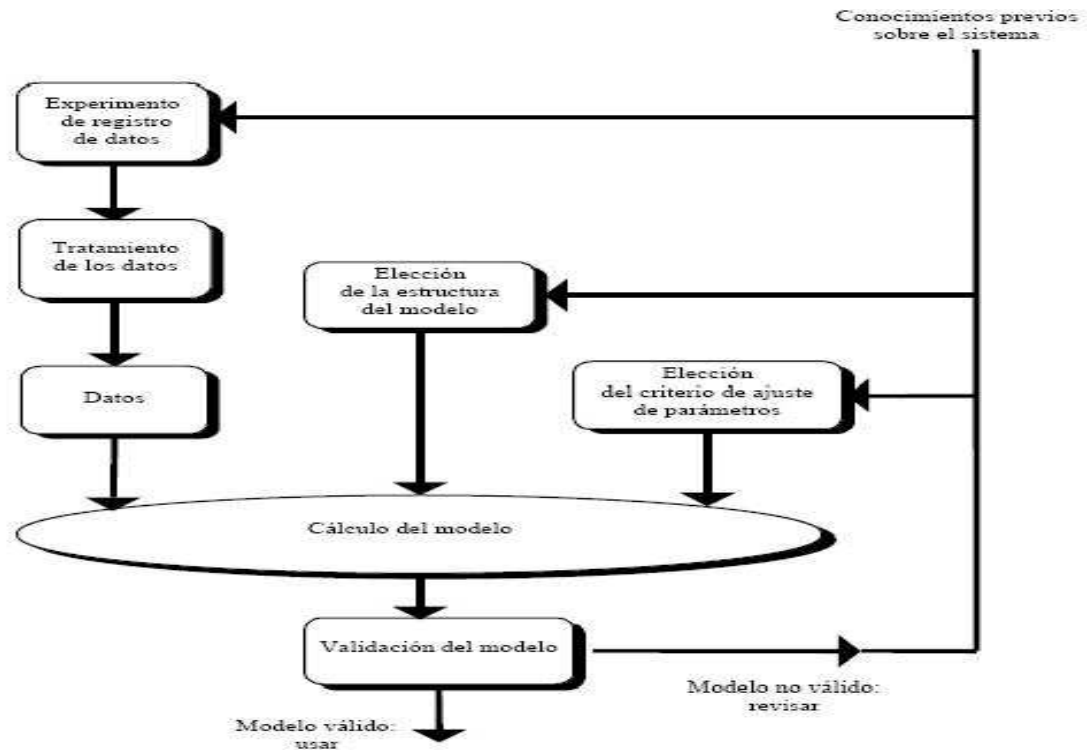 Conocimientos previos
sobre el sistema
Experimento
de registro
de datos
Tratamiento
de los datos
Elección
de la estructura
del modelo
Elección
del criterio de ajuste
de parámetros
Datos
Cálculo del modelo
Validación del modelo
Modelo no válido:
revisar
Modelo válido:
usar